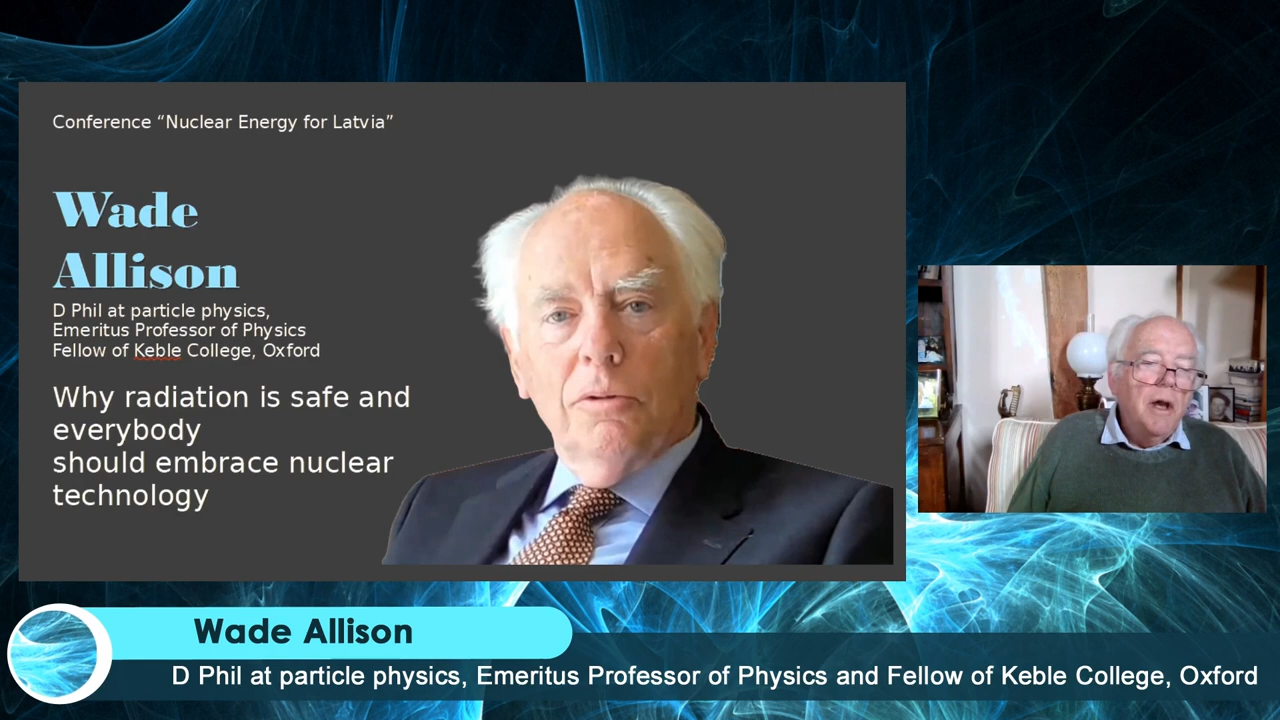 Conference “Nuclear Energy for Latvia”
Wade
Allison
D Phil at particle physics,
Emeritus Professor of Physics
Fellow of Keble College, Oxford
Why radiation is safe and
everybody
should embrace nuclear
technology
Wade Allison
D Phil at particle physics, Emeritus Professor of Physics and Fellow of Keble College, Oxford